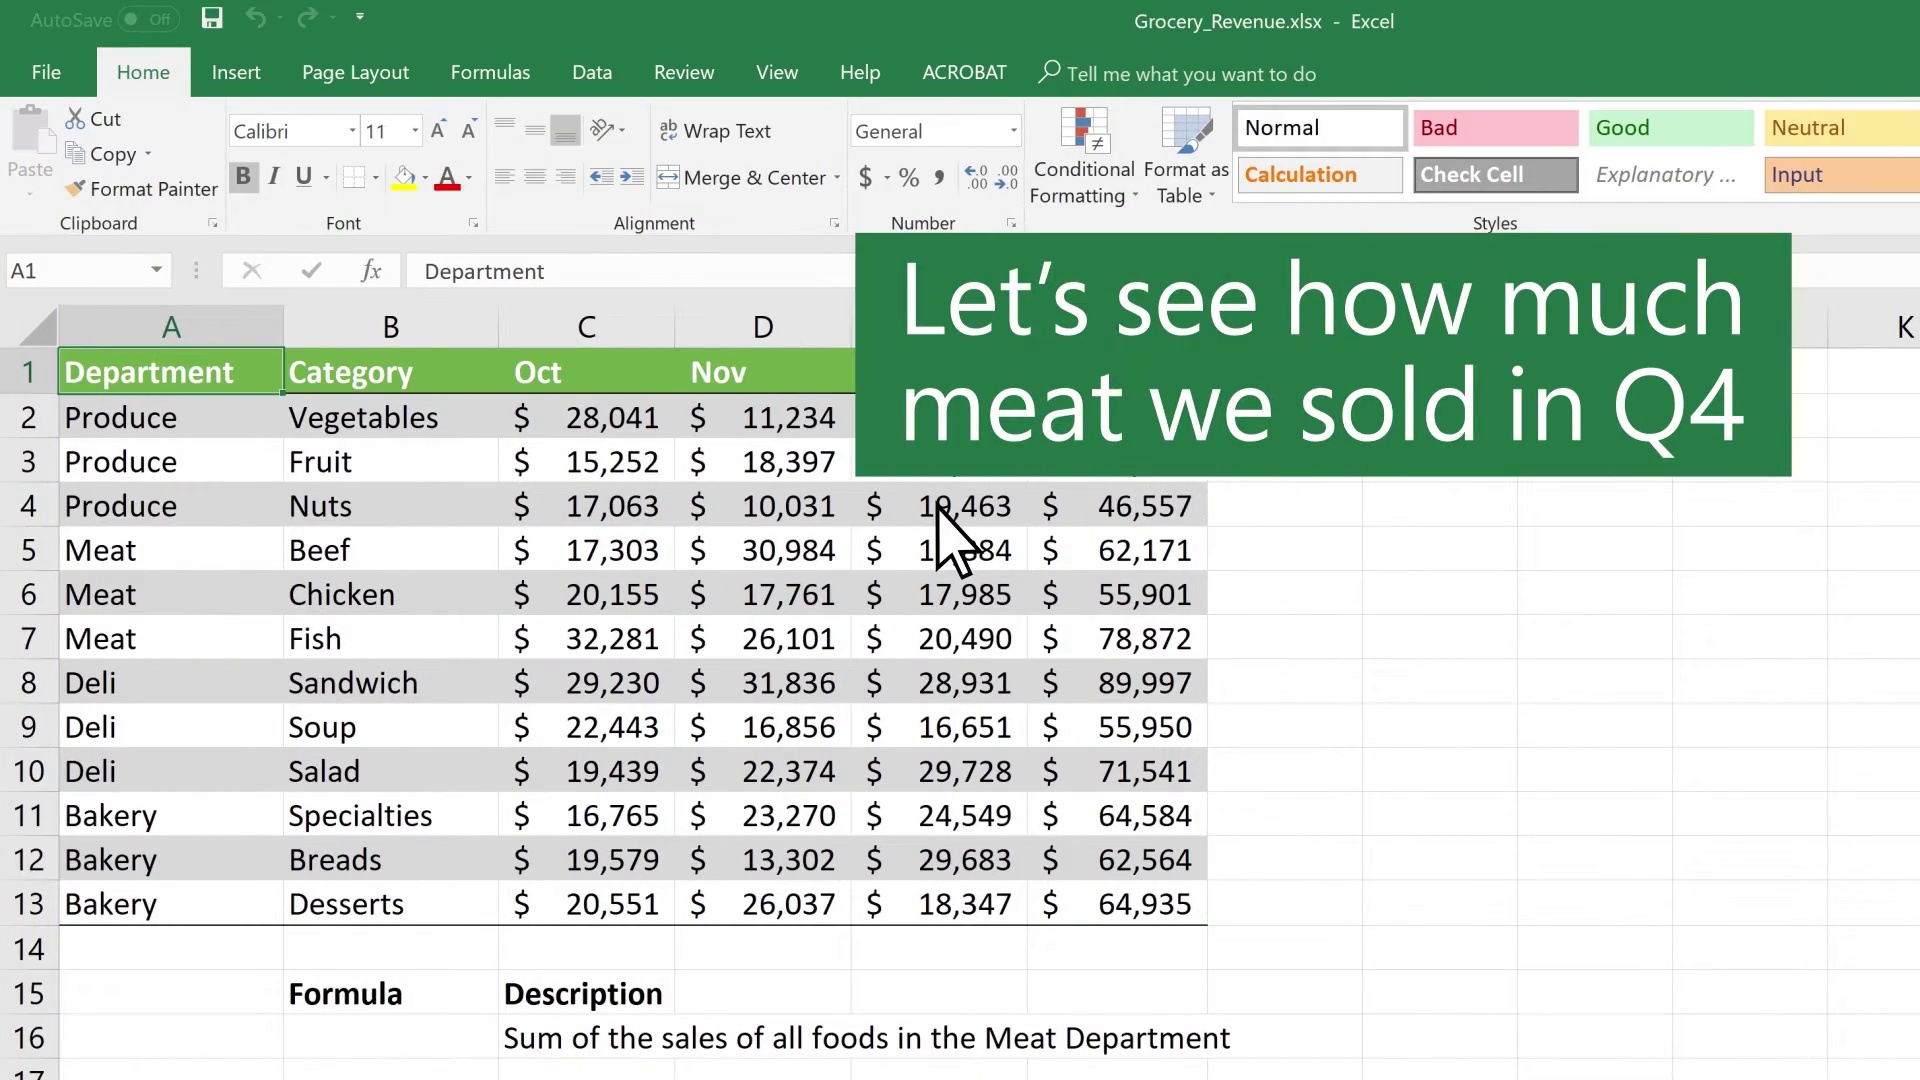 AutoSave Off
Grocery_Revenue.xlsx - Excel
File Home Insert Page Layout Formulas Data Review View Help ACROBAT Tell me what you want to do
Paste
Cut
Copy
Format Painter
Clipboard
Calibri 11
B I U A
Font
ab Wrap Text
Merge & Center
Alignment
General
$ % , .00 .00
Number
Conditional Formatting
Format as Table
Normal Bad Good Neutral
Calculation Check Cell Explanatory ... Input
Styles
A1 fx Department
Let's see how much
meat we sold in Q4
A B C D K
1 Department Category Oct Nov
2 Produce Vegetables $ 28,041 $ 11,234
3 Produce Fruit $ 15,252 $ 18,397
4 Produce Nuts $ 17,063 $ 10,031 $ 19,463 $ 46,557
5 Meat Beef $ 17,303 $ 30,984 $ $ 62,171
6 Meat Chicken $ 20,155 $ 17,761 $ 17,985 $ 55,901
7 Meat Fish $ 32,281 $ 26,101 $ 20,490 $ 78,872
8 Deli Sandwich $ 29,230 $ 31,836 $ 28,931 $ 89,997
9 Deli Soup $ 22,443 $ 16,856 $ 16,651 $ 55,950
10 Deli Salad $ 19,439 $ 22,374 $ 29,728 $ 71,541
11 Bakery Specialties $ 16,765 $ 23,270 $ 24,549 $ 64,584
12 Bakery Breads $ 19,579 $ 13,302 $ 29,683 $ 62,564
13 Bakery Desserts $ 20,551 $ 26,037 $ 18,347 $ 64,935
14
15 Formula Description
16 Sum of the sales of all foods in the Meat Department
17